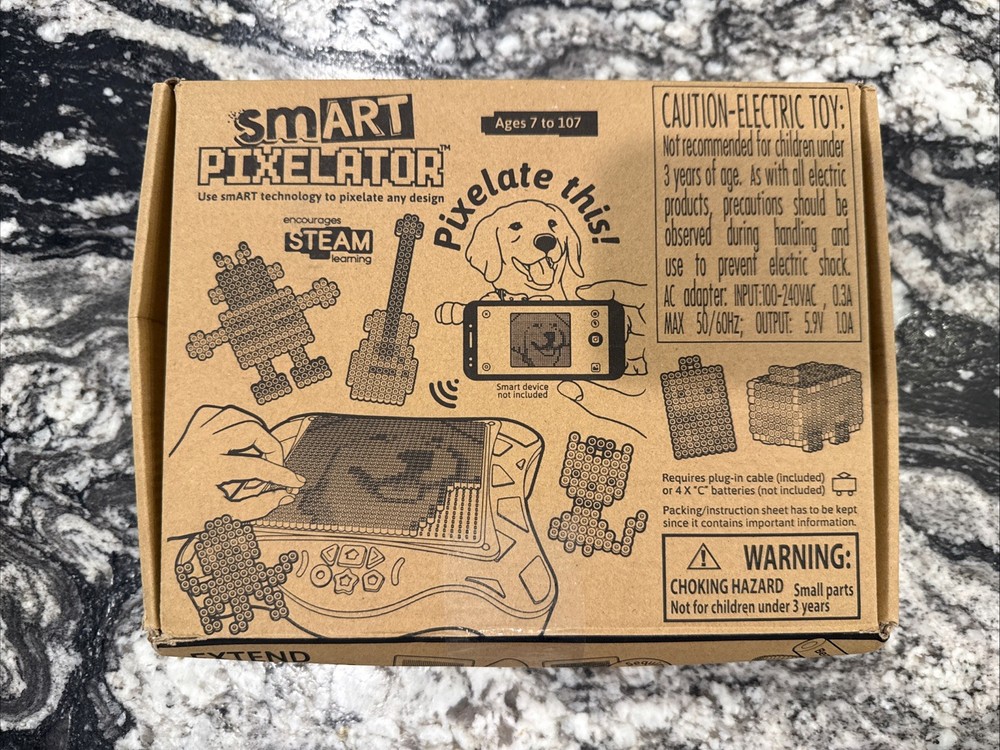 smART
PIXELATOR™
Use smART technology to pixelate any design
encourages
STEAM
learning
Ages 7 to 107
Pixelate this!
Smart device
not included
CAUTION-ELECTRIC TOY:
Not recommended for children under
3 years of age. As with all electric
products, precautions should be
observed during handling and
use to prevent electric shock.
AC adapter: INPUT:100-240VAC , 0.3A
MAX 50/60Hz; OUTPUT: 5.9V 1.0A
Requires plug-in cable (included)
or 4 X "C" batteries (not included)
Packing/instruction sheet has to be kept
since it contains important information.
WARNING:
CHOKING HAZARD Small parts
Not for children under 3 years
EXTEND